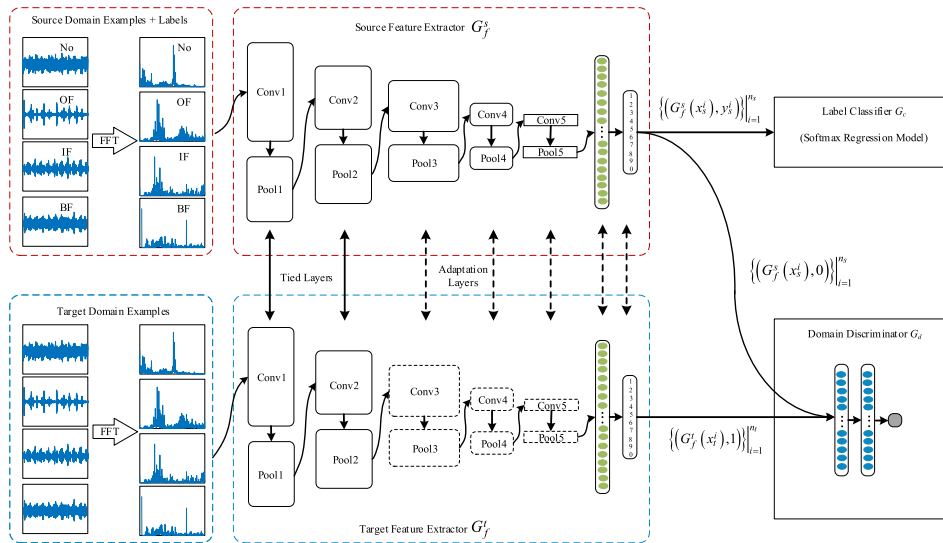 Source Domain Examples + Labels
No
OF
IF
BF
FFT
No
OF
IF
BF
Source Feature Extractor G_f^s
Conv1
Pool1
Conv2
Pool2
Conv3
Pool3
Conv4
Pool4
Conv5
Pool5
1
2
3
4
5
6
7
8
9
0
{(G_f^s(x_s^i), y_s^i)}|_{i=1}^{n_s}
Label Classifier G_c
(Softmax Regression Model)
Tied Layers
Adaptation
Layers
{(G_f^s(x_s^i), 0)}|_{i=1}^{n_s}
Target Domain Examples
FFT
Conv1
Pool1
Conv2
Pool2
Conv3
Pool3
Conv4
Pool4
Conv5
Pool5
1
2
3
4
5
6
7
8
9
0
{(G_f^t(x_t^i), 1)}|_{i=1}^{n_t}
Domain Discriminator G_d
Target Feature Extractor G_f^t